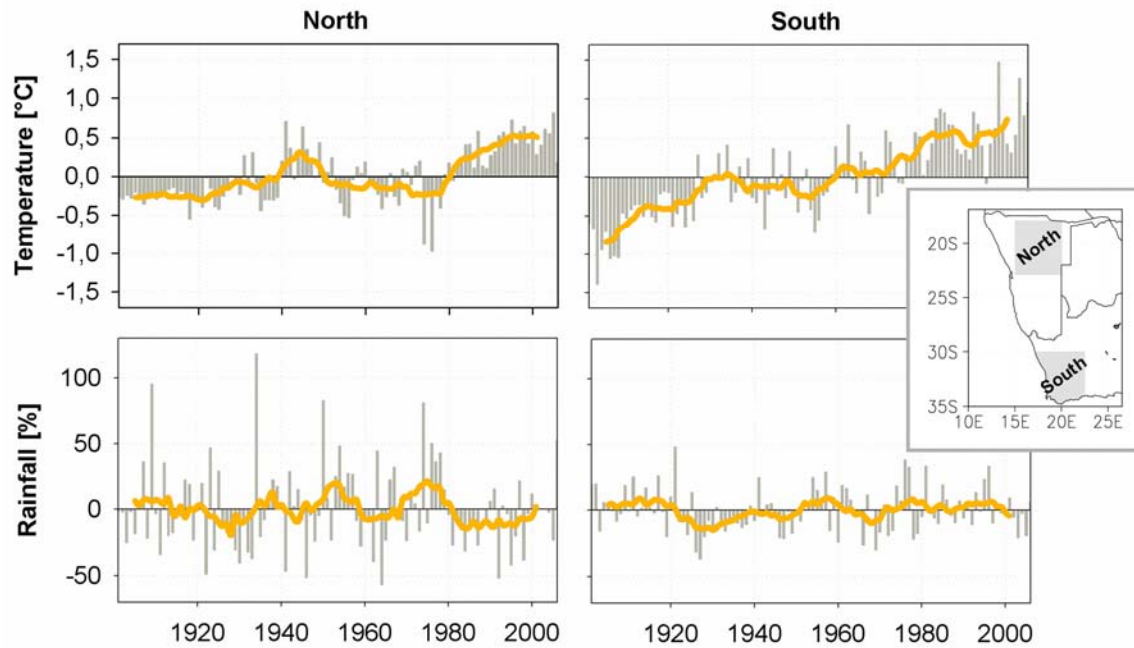 North
South
Temperature [°C]
1,5
1,0
0,5
0,0
-0,5
-1,0
-1,5
Rainfall [%]
100
50
0
-50
1920 1940 1960 1980 2000
1920 1940 1960 1980 2000
20S
25S
30S
35S
10E 15E 20E 25E
North
South